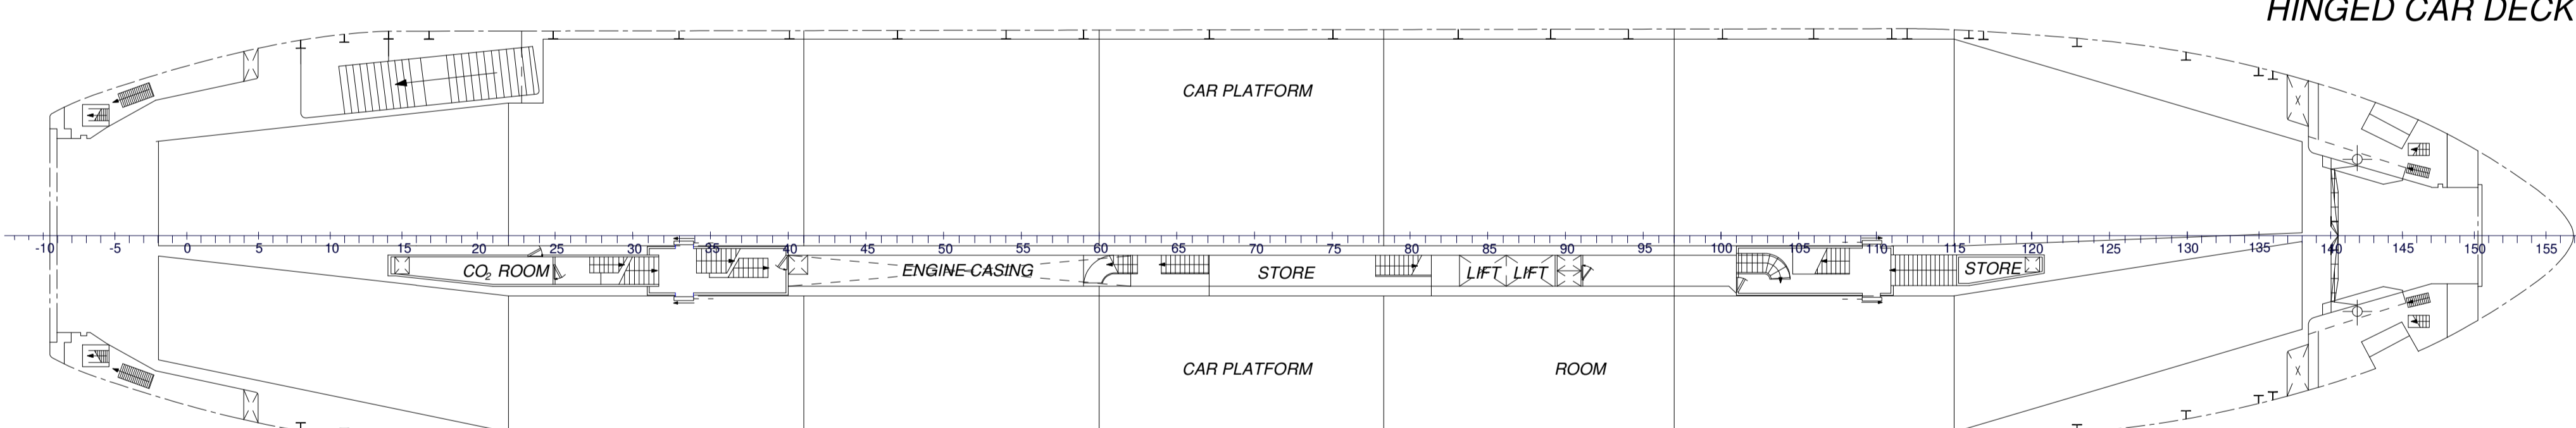 HINGED CAR DECK
CAR PLATFORM
-10 -5 0 5 10 15 20 25 30 35 40 45 50 55 60 65 70 75 80 85 90 95 100 105 110 115 120 125 130 135 140 145 150 155
CO₂ ROOM ENGINE CASING STORE LIFT LIFT STORE
CAR PLATFORM ROOM